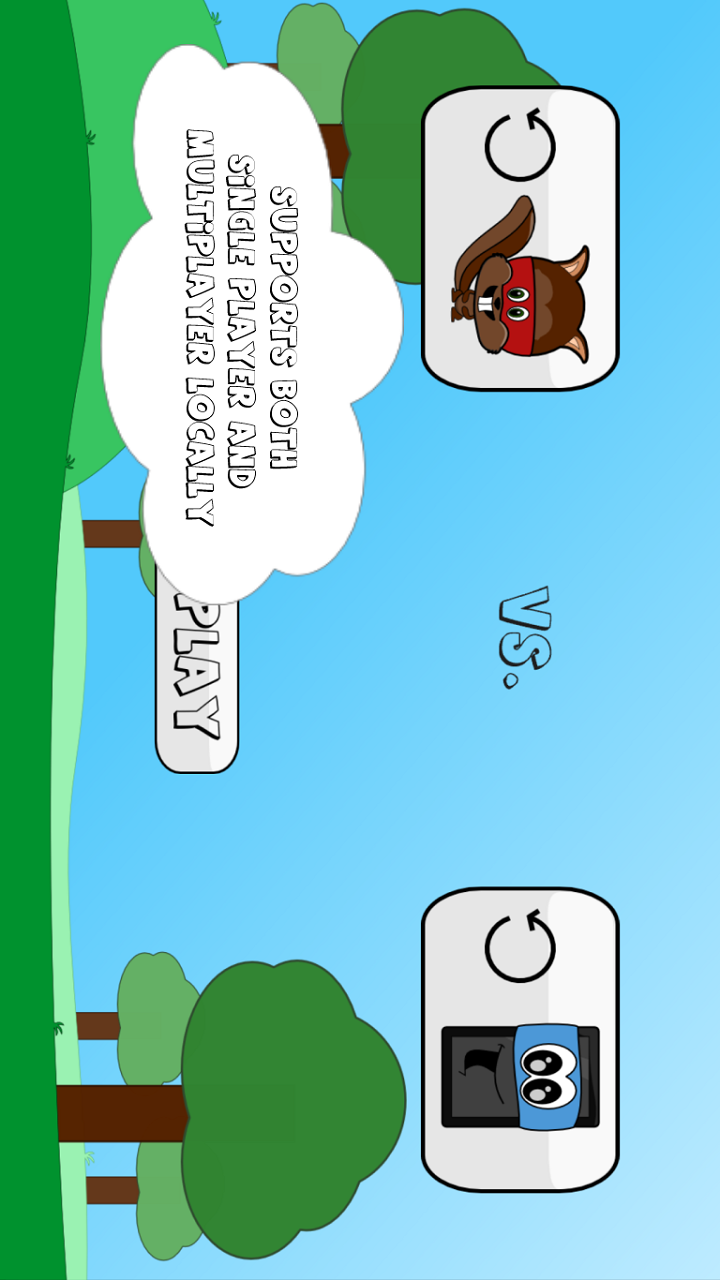 VS.
SUPPORTS BOTH
SINGLE PLAYER AND
MULTIPLAYER LOCALLY
PLAY